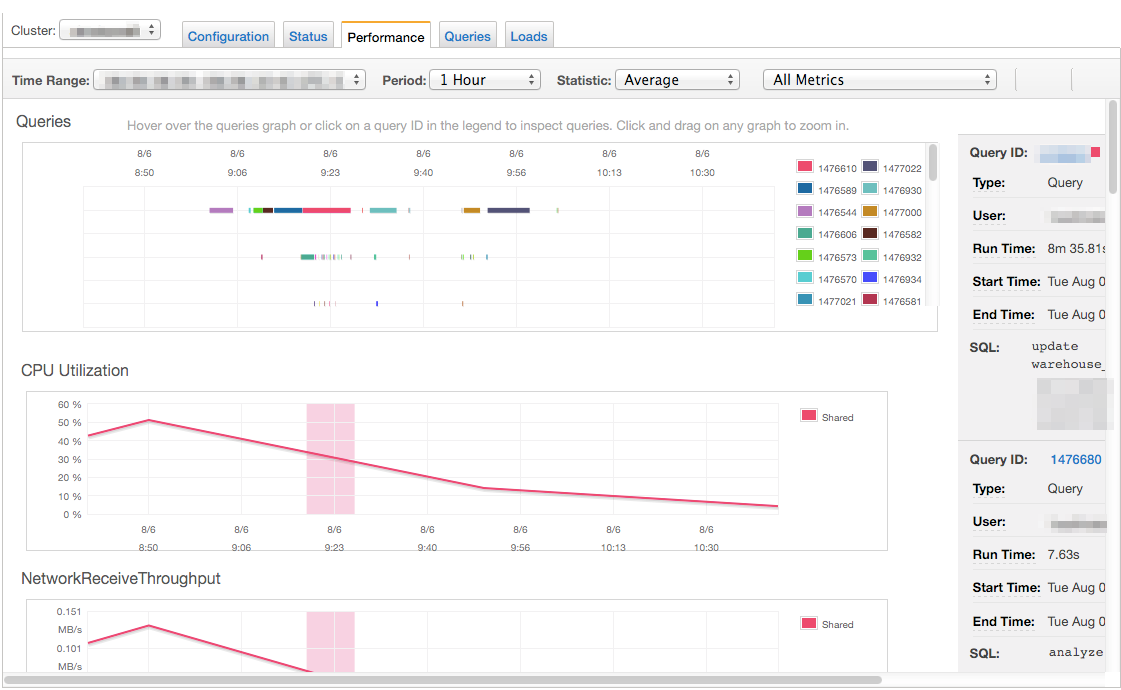 Cluster:
Configuration Status Performance Queries Loads
Time Range: Period: 1 Hour Statistic: Average All Metrics
Queries Hover over the queries graph or click on a query ID in the legend to inspect queries. Click and drag on any graph to zoom in.
8/6 8/6 8/6 8/6 8/6 8/6 8/6
8:50 9:06 9:23 9:40 9:56 10:13 10:30
1476610 1477022
1476589 1476930
1476544 1477000
1476606 1476582
1476573 1476932
1476570 1476934
1477021 1476581
CPU Utilization
60 %
50 %
40 %
30 %
20 %
10 %
0 %
Shared
8/6 8/6 8/6 8/6 8/6 8/6 8/6
8:50 9:06 9:23 9:40 9:56 10:13 10:30
NetworkReceiveThroughput
0.151
MB/s
0.101
MB/s
Shared
Query ID:
Type: Query
User:
Run Time: 8m 35.81s
Start Time: Tue Aug 0
End Time: Tue Aug 0
SQL: update
warehouse_
Query ID: 1476680
Type: Query
User:
Run Time: 7.63s
Start Time: Tue Aug 0
End Time: Tue Aug 0
SQL: analyze